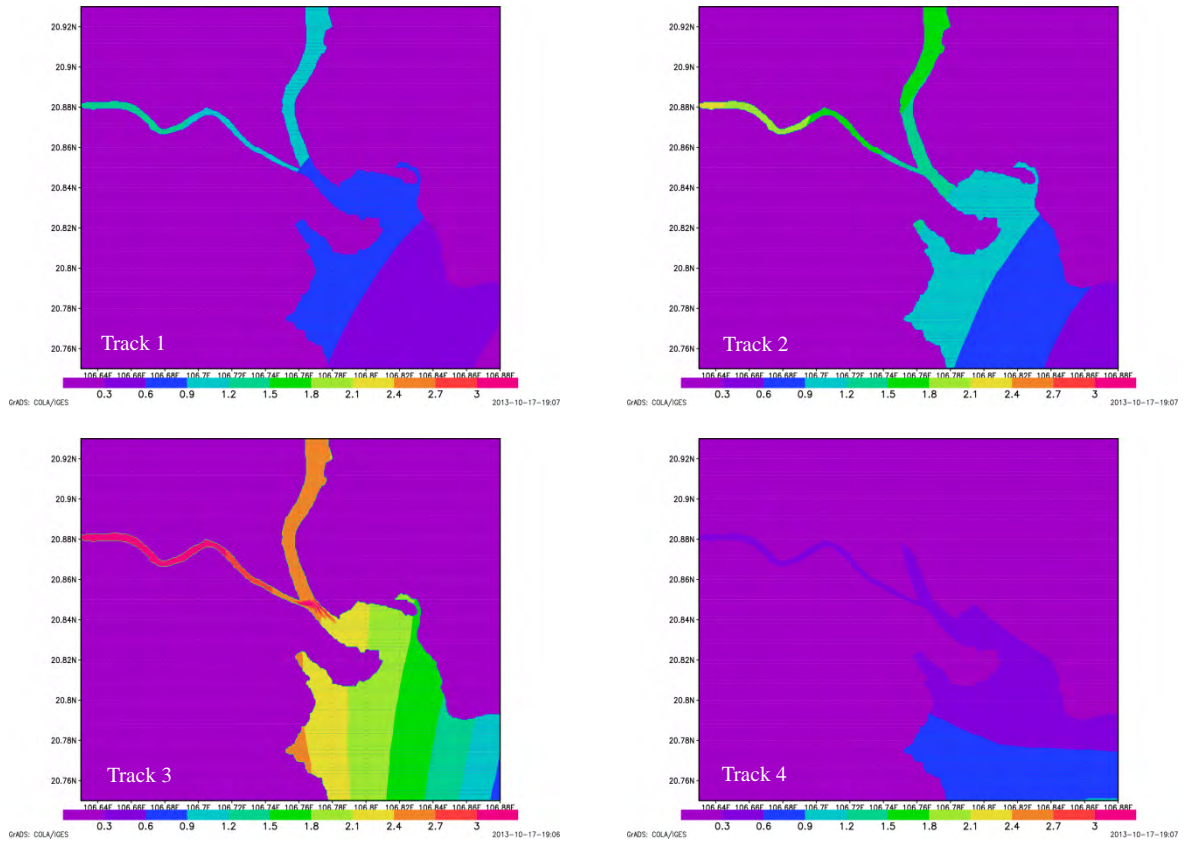 20.92N
20.9N
20.88N
20.86N
20.84N
20.82N
20.8N
20.78N
20.76N
Track 1
106.64E 106.66E 106.68E 106.7E 106.72E 106.74E 106.76E 106.78E 106.8E 106.82E 106.84E 106.86E 106.88E
0.3 0.6 0.9 1.2 1.5 1.8 2.1 2.4 2.7 3
GrADS: COLA/IGES 2013-10-17-19:07
20.92N
20.9N
20.88N
20.86N
20.84N
20.82N
20.8N
20.78N
20.76N
Track 2
106.64E 106.66E 106.68E 106.7E 106.72E 106.74E 106.76E 106.78E 106.8E 106.82E 106.84E 106.86E 106.88E
0.3 0.6 0.9 1.2 1.5 1.8 2.1 2.4 2.7 3
GrADS: COLA/IGES 2013-10-17-19:07
20.92N
20.9N
20.88N
20.86N
20.84N
20.82N
20.8N
20.78N
20.76N
Track 3
106.64E 106.66E 106.68E 106.7E 106.72E 106.74E 106.76E 106.78E 106.8E 106.82E 106.84E 106.86E 106.88E
0.3 0.6 0.9 1.2 1.5 1.8 2.1 2.4 2.7 3
GrADS: COLA/IGES 2013-10-17-19:06
20.92N
20.9N
20.88N
20.86N
20.84N
20.82N
20.8N
20.78N
20.76N
Track 4
106.64E 106.66E 106.68E 106.7E 106.72E 106.74E 106.76E 106.78E 106.8E 106.82E 106.84E 106.86E 106.88E
0.3 0.6 0.9 1.2 1.5 1.8 2.1 2.4 2.7 3
GrADS: COLA/IGES 2013-10-17-19:07